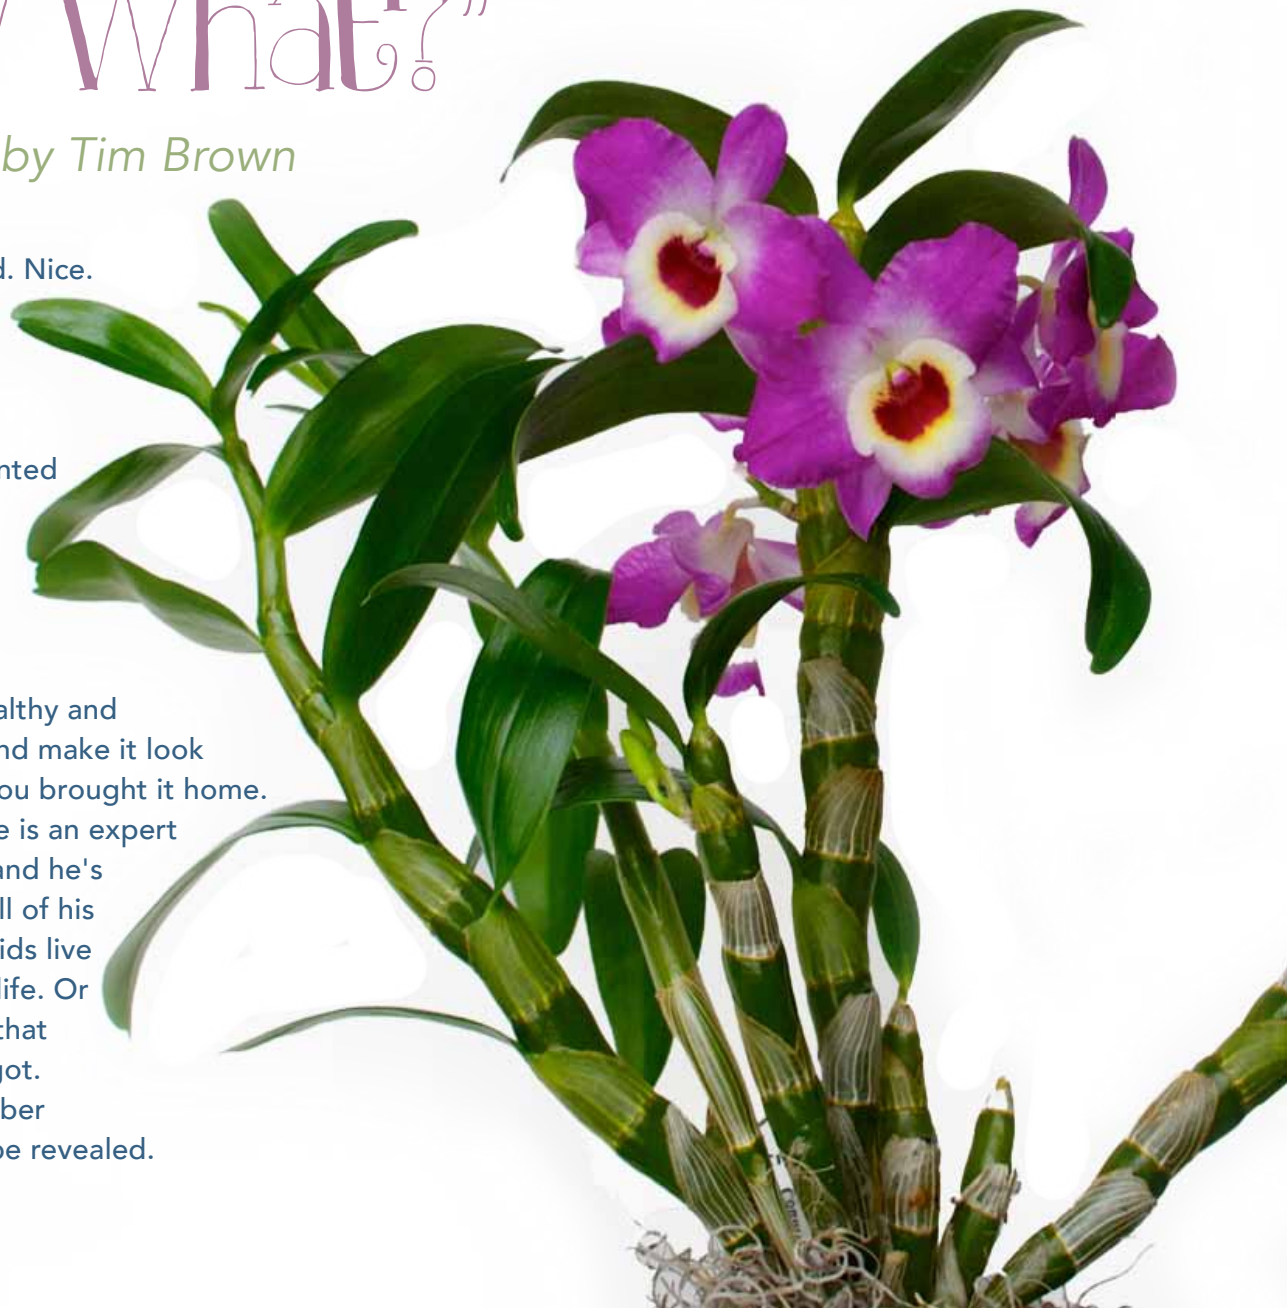 What?”
by Tim Brown
d. Nice.
nted
althy and
nd make it look
ou brought it home.
e is an expert
and he's
ll of his
ids live
life. Or
that
got.
ber
be revealed.